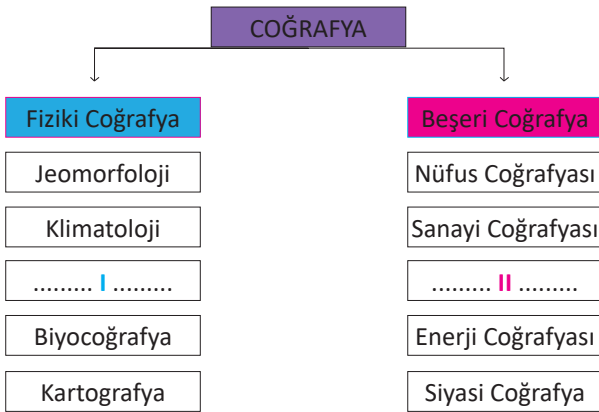 COĞRAFYA
Fiziki Coğrafya
Jeomorfoloji
Klimatoloji
......... I .........
Biyocoğrafya
Kartografya
Beşeri Coğrafya
Nüfus Coğrafyası
Sanayi Coğrafyası
......... II .........
Enerji Coğrafyası
Siyasi Coğrafya